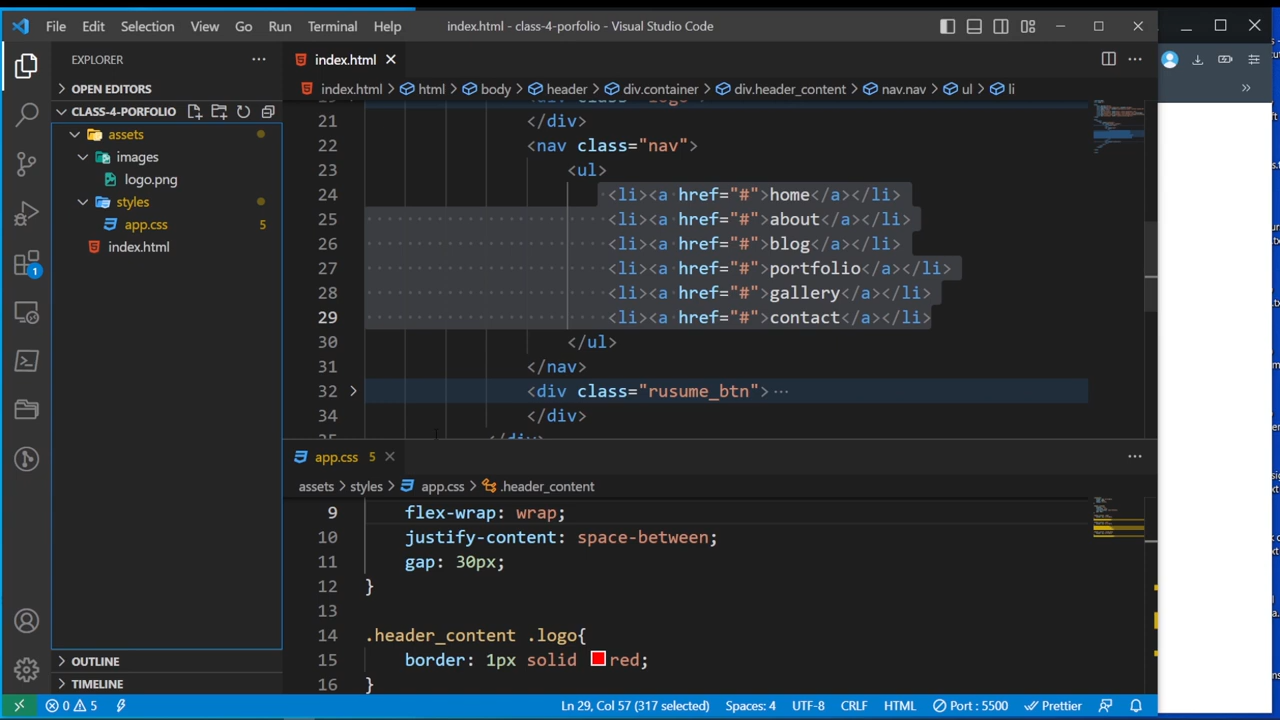 File Edit Selection View Go Run Terminal Help
index.html - class-4-porfolio - Visual Studio Code
EXPLORER
OPEN EDITORS
CLASS-4-PORFOLIO
assets
images
logo.png
styles
app.css 5
index.html
OUTLINE
TIMELINE
1
index.html
index.html > html > body > header > div.container > div.header_content > nav.nav > ul > li
21 </div>
22 <nav class="nav">
23 <ul>
24 <li><a href="#">home</a></li>
25 <li><a href="#">about</a></li>
26 <li><a href="#">blog</a></li>
27 <li><a href="#">portfolio</a></li>
28 <li><a href="#">gallery</a></li>
29 <li><a href="#">contact</a></li>
30 </ul>
31 </nav>
32 <div class="rusume_btn">
34 </div>
app.css 5
assets > styles > app.css > .header_content
9 flex-wrap: wrap;
10 justify-content: space-between;
11 gap: 30px;
12 }
13
14 .header_content .logo{
15 border: 1px solid red;
16 }
0 5
Ln 29, Col 57 (317 selected) Spaces: 4 UTF-8 CRLF HTML Port : 5500 Prettier